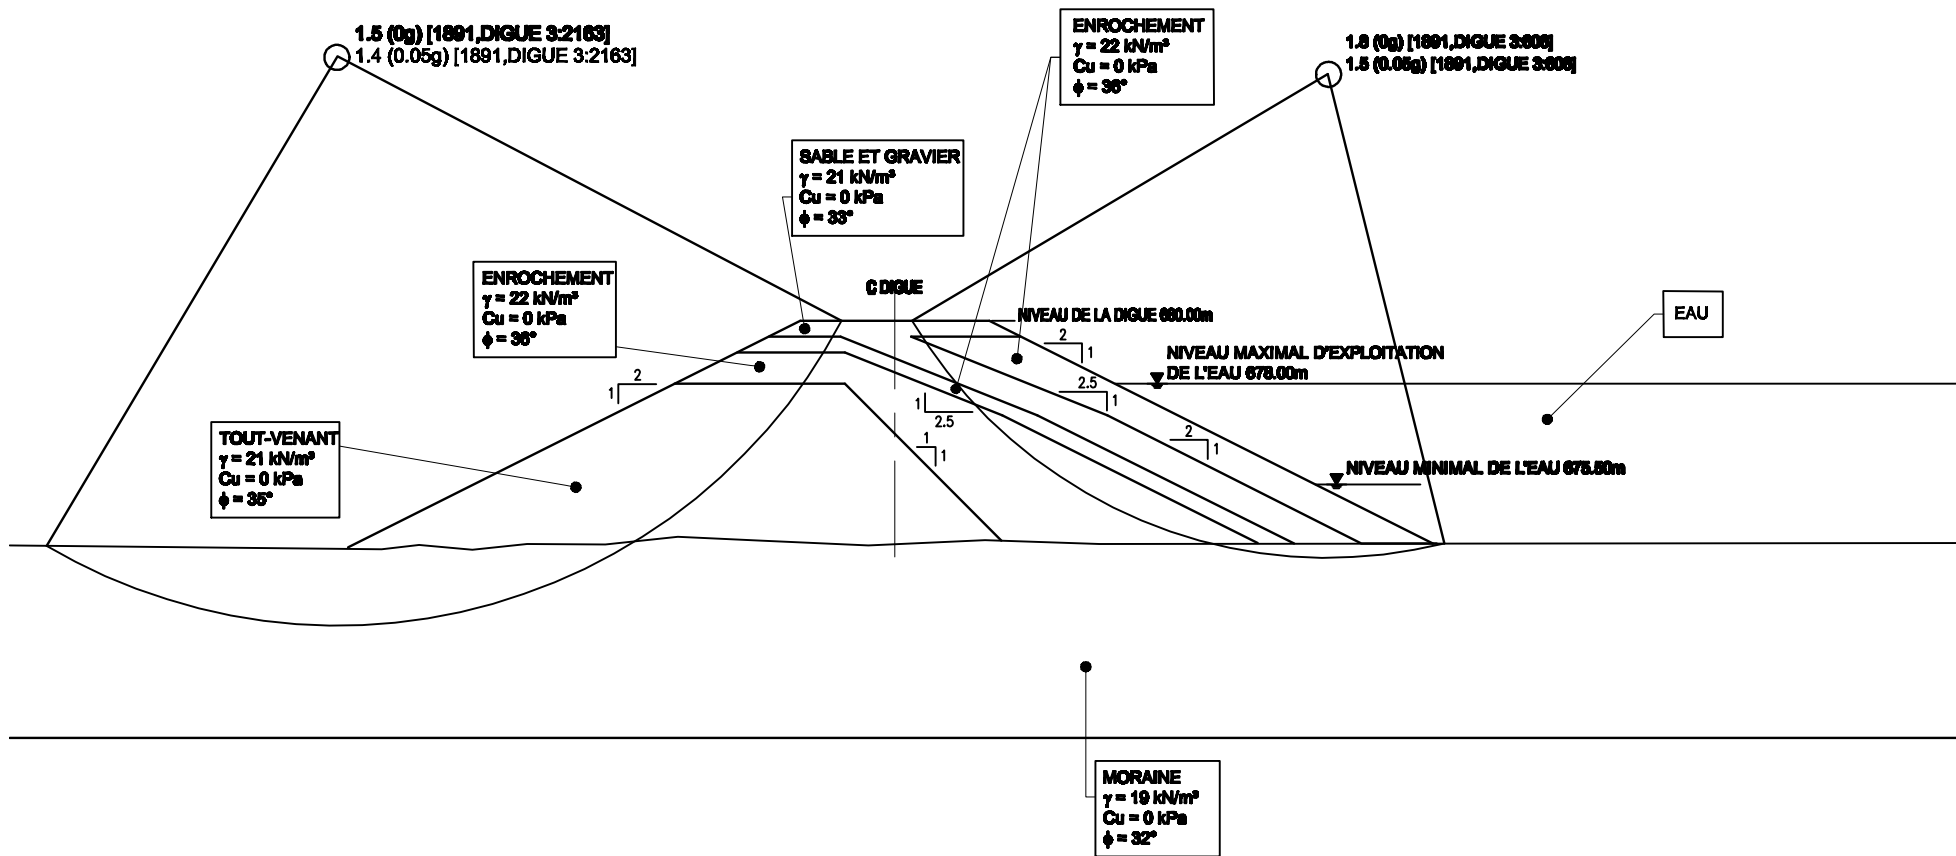 1.5 (0g) [1891,DIGUE 3:2163]
1.4 (0.05g) [1891,DIGUE 3:2163]
ENROCHEMENT
γ = 22 kN/m³
Cu = 0 kPa
ϕ = 36°
1.8 (0g) [1891,DIGUE 3:608]
1.5 (0.05g) [1891,DIGUE 3:608]
SABLE ET GRAVIER
γ = 21 kN/m³
Cu = 0 kPa
ϕ = 33°
ENROCHEMENT
γ = 22 kN/m³
Cu = 0 kPa
ϕ = 36°
C DIGUE
NIVEAU DE LA DIGUE 680.00m
EAU
2
1
NIVEAU MAXIMAL D'EXPLOITATION
DE L'EAU 678.00m
2
1
2.5
1
1
2.5
TOUT-VENANT
γ = 21 kN/m³
Cu = 0 kPa
ϕ = 35°
1
1
2
1
NIVEAU MINIMAL DE L'EAU 675.50m
MORAINE
γ = 19 kN/m³
Cu = 0 kPa
ϕ = 32°